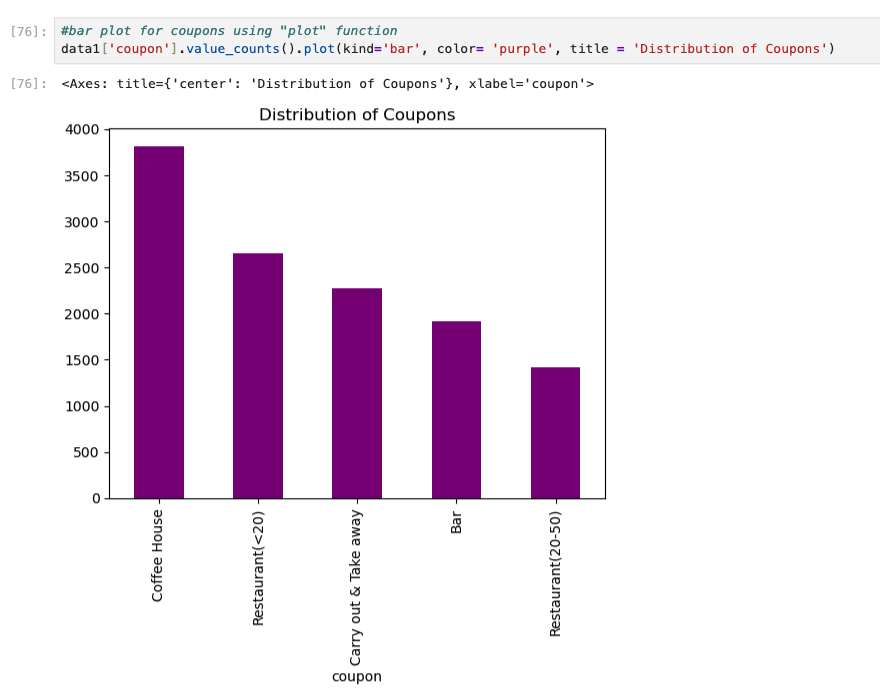 [76]: #bar plot for coupons using "plot" function
data1['coupon'].value_counts().plot(kind='bar', color= 'purple', title = 'Distribution of Coupons')
[76]: <Axes: title={'center': 'Distribution of Coupons'}, xlabel='coupon'>
Distribution of Coupons
4000
3500
3000
2500
2000
1500
1000
500
0
Coffee House
Restaurant(<20)
Carry out & Take away
Bar
Restaurant(20-50)
coupon